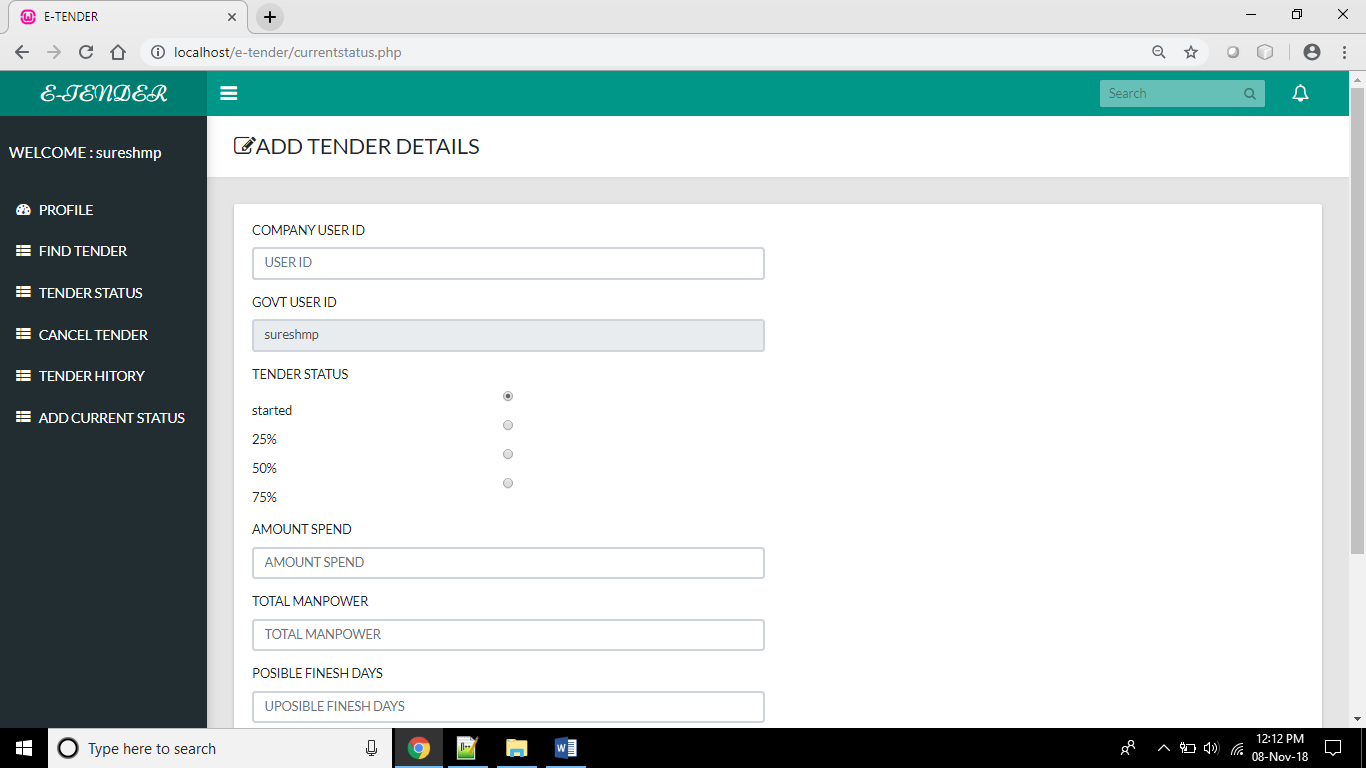 E-TENDER
localhost/e-tender/currentstatus.php
E-TENDER
Search
WELCOME : sureshmp
ADD TENDER DETAILS
PROFILE
FIND TENDER
TENDER STATUS
CANCEL TENDER
TENDER HITORY
ADD CURRENT STATUS
COMPANY USER ID
USER ID
GOVT USER ID
sureshmp
TENDER STATUS
started
25%
50%
75%
AMOUNT SPEND
AMOUNT SPEND
TOTAL MANPOWER
TOTAL MANPOWER
POSIBLE FINESH DAYS
UPOSIBLE FINESH DAYS
Type here to search
12:12 PM
08-Nov-18